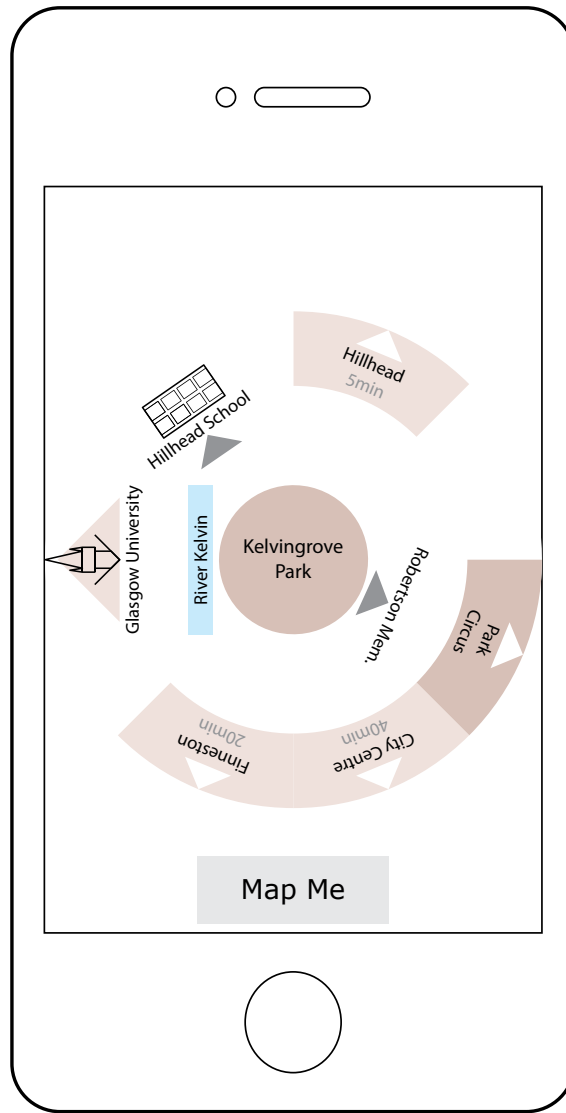 Hillhead
5min
Hillhead School
Glasgow University
River Kelvin
Kelvingrove
Park
Robertson Mem.
Park
Circus
City Centre
40min
Finneston
20min
Map Me